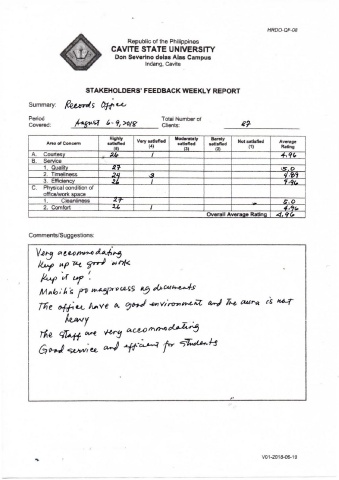 HRDO-QF-08
Republic of the Philippines
CAVITE STATE UNIVERSITY
Don Severino delas Alas Campus
Indang, Cavite
STAKEHOLDERS' FEEDBACK WEEKLY REPORT
Summary: Records Office
Period Covered: August 6-9, 2018 Total Number of Clients: 27
Area of Concern Highly satisfied (5) Very satisfied (4) Moderately satisfied (3) Barely satisfied (2) Not satisfied (1) Average Rating
A. Courtesy 26 1 4.96
B. Service
1. Quality 27 5.0
2. Timeliness 24 3 4.89
3. Efficiency 26 1 4.96
C. Physical condition of office/work space
1. Cleanliness 27 5.0
2. Comfort 26 1 4.96
Overall Average Rating 4.96
Comments/Suggestions:
Very accommodating
Keep up the good work
Keep it up!
Mabilis po magprocess ng documents
The office have a good environment and the aura is not
heavy
The staff are very accommodating
Good service and efficient for students
V01-2018-06-19